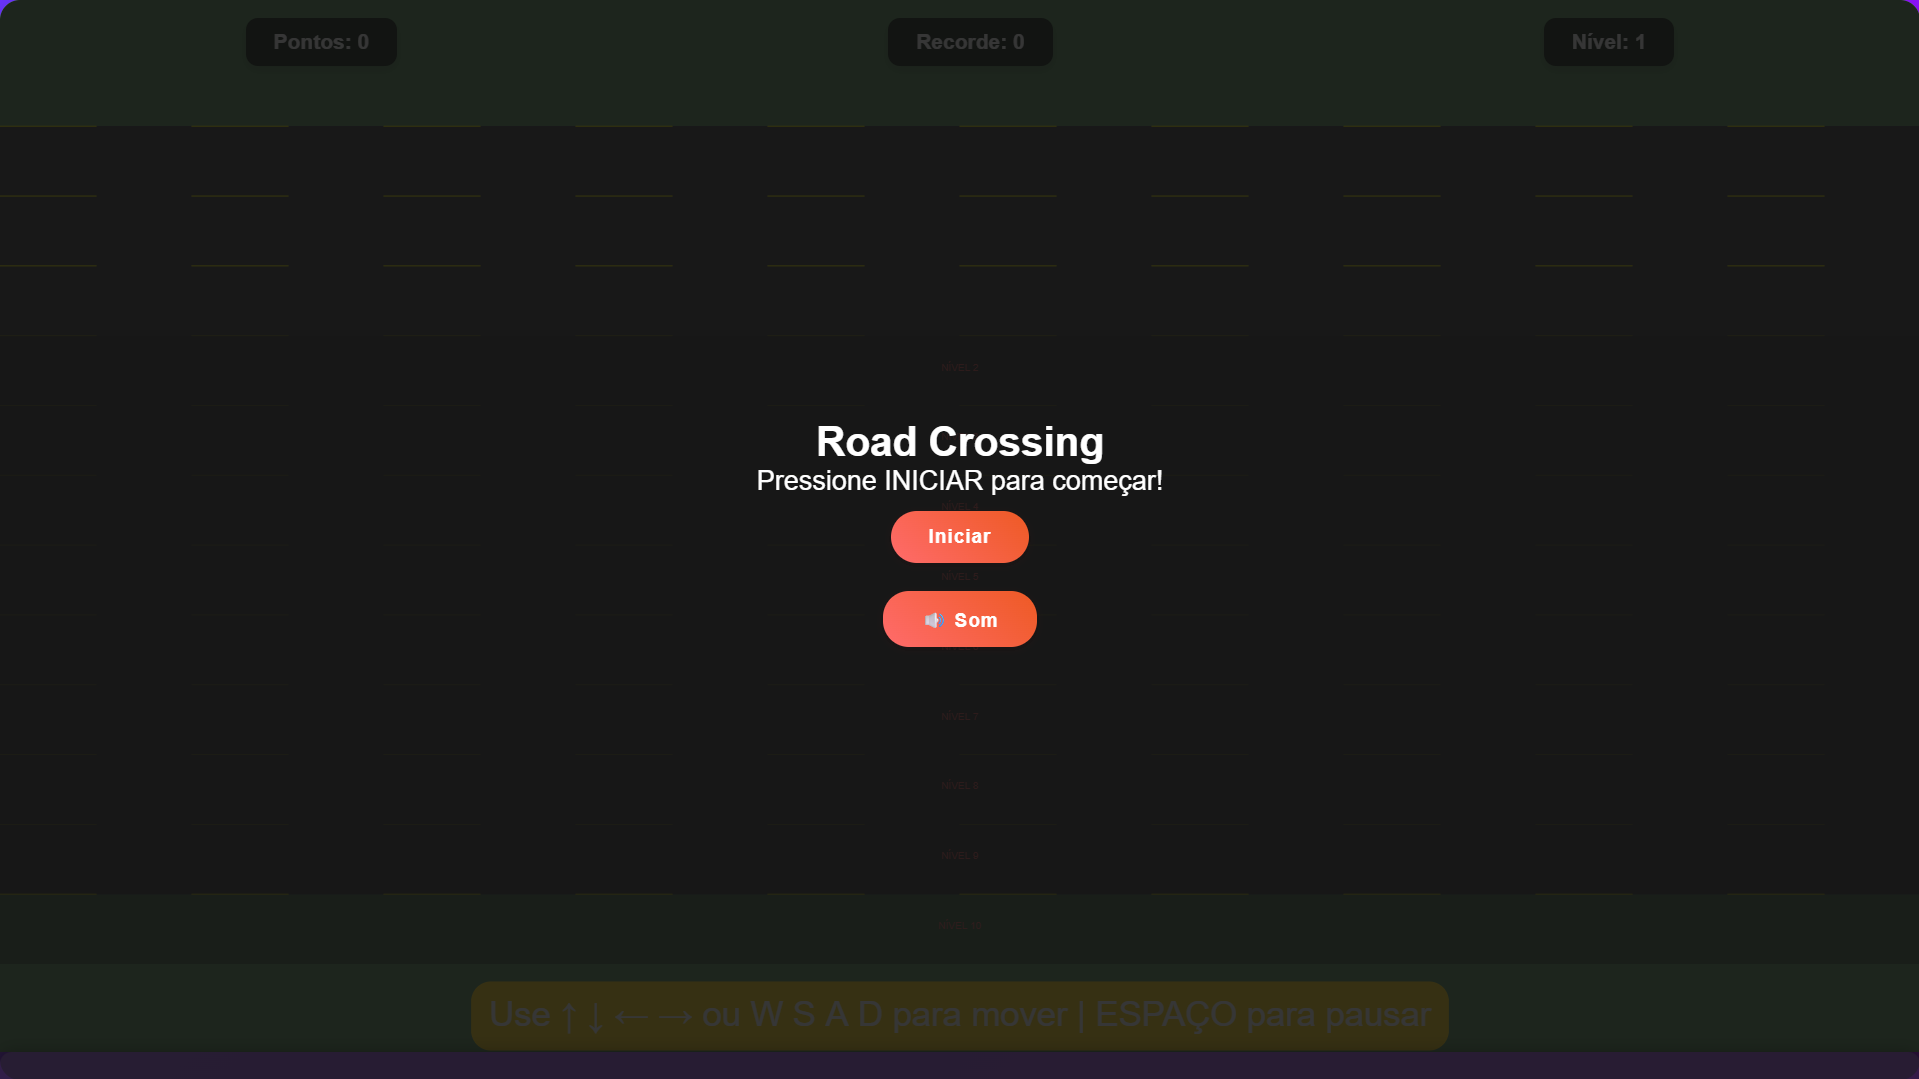 Pontos: 0
Recorde: 0
Nível: 1
NÍVEL 2
Road Crossing
Pressione INICIAR para começar!
Iniciar
NÍVEL 5
Som
NÍVEL 7
NÍVEL 8
NÍVEL 9
NÍVEL 10
Use ↑ ↓ ← → ou W S A D para mover | ESPAÇO para pausar